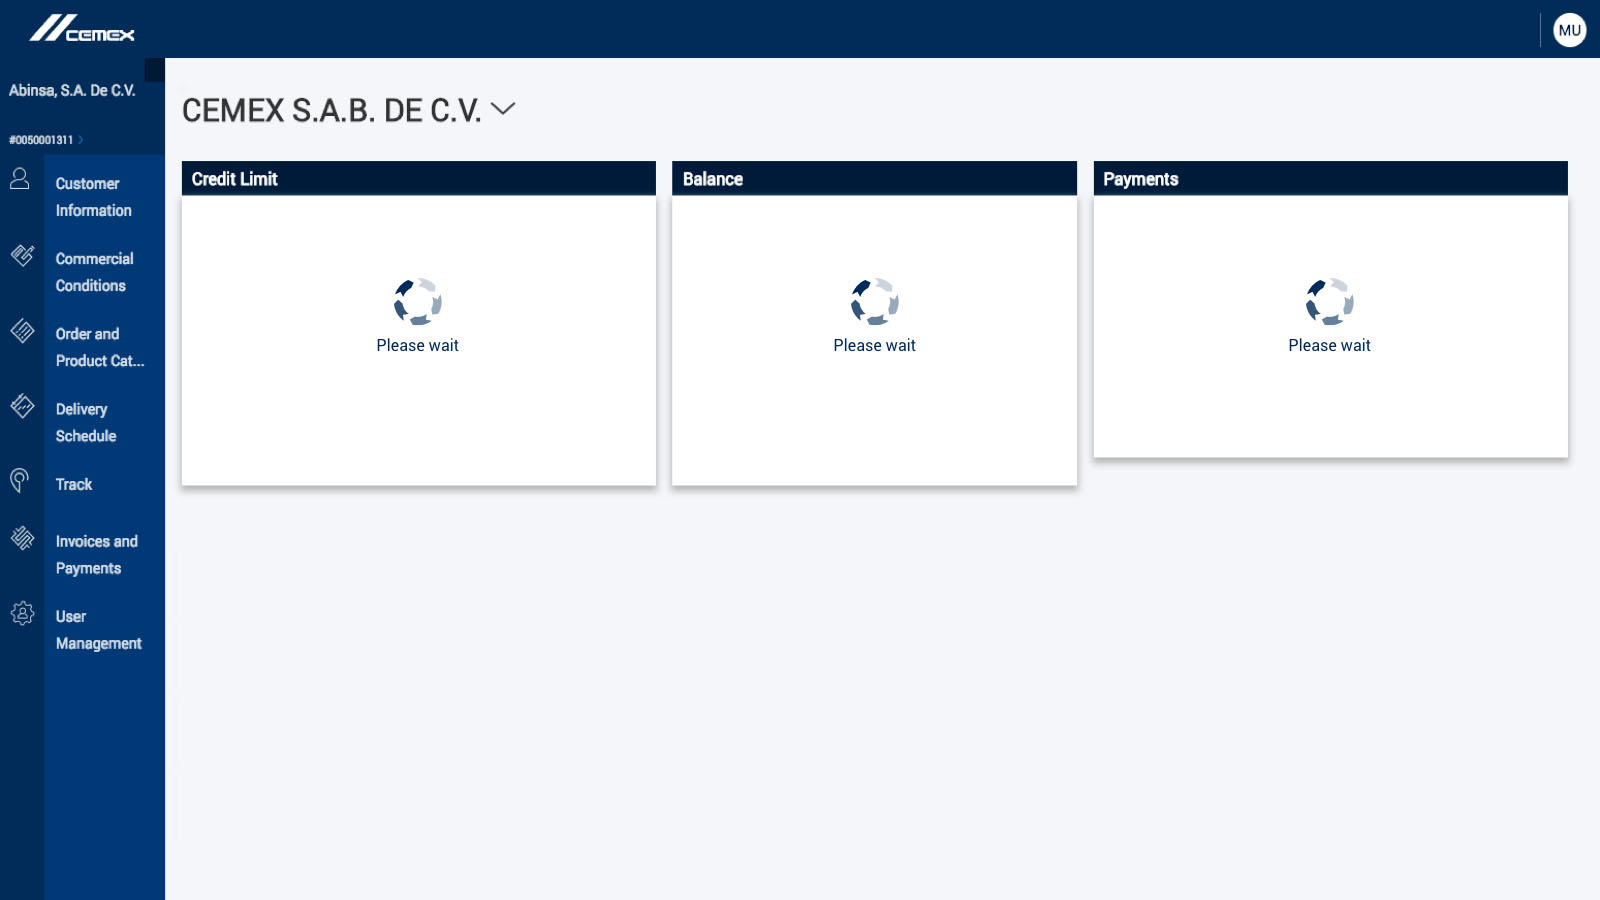 CEMEX
MU
Abinsa, S.A. De C.V.
#0050001311
CEMEX S.A.B. DE C.V.
Customer
Information
Commercial
Conditions
Order and
Product Cat...
Delivery
Schedule
Track
Invoices and
Payments
User
Management
Credit Limit
Please wait
Balance
Please wait
Payments
Please wait